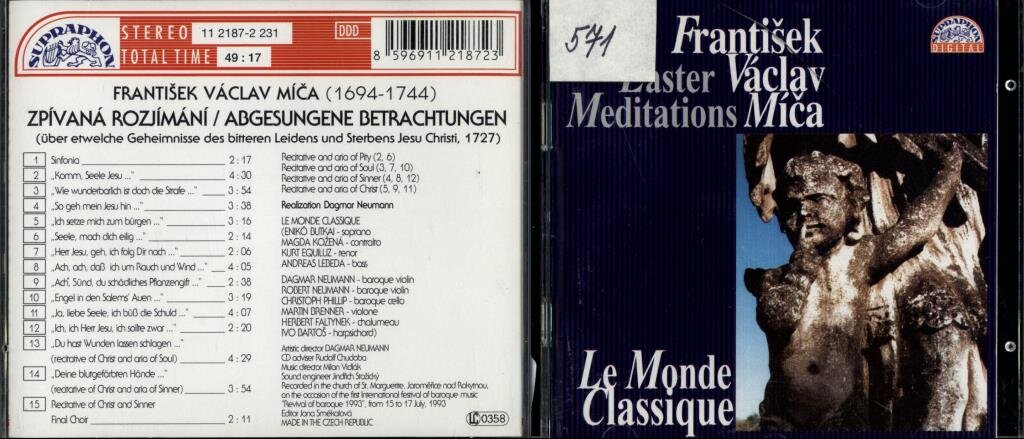 SUPRAPHON
STEREO
11 2187-2 231
DDD
TOTAL TIME
49 : 17
8 596911 218723
FRANTIŠEK VÁCLAV MÍČA (1694-1744)
ZPÍVANÁ ROZJÍMÁNÍ / ABGESUNGENE BETRACHTUNGEN
(über etwelche Geheimnisse des bitteren Leidens und Sterbens Jesu Christi, 1727)
1 Sinfonia 2 : 17
2 „Komm, Seele Jesu ..." 4 : 30
3 „Wie wunderbarlich ist doch die Strafe ..." 3 : 54
4 „So geh mein Jesu hin ..." 3 : 38
5 „Ich setze mich zum bürgen ..." 3 : 16
6 „Seele, mach dich eilig ..." 2 : 14
7 „Herr Jesu, geh, ich folg Dir nach ..." 2 : 06
8 „Ach, ach, daß ich um Rauch und Wind ..." 4 : 05
9 „Ach!, Sünd, du schädliches Pflanzengift ..." 2 : 38
10 „Engel in den Salems' Auen ..." 3 : 19
11 „Ja, liebe Seele, ich büß die Schuld ..." 4 : 07
12 „Ich, ich Herr Jesu, ich sollte zwar ..." 2 : 20
13 „Du hast Wunden lassen schlagen ..."
(recitative of Christ and aria of Soul) 4 : 29
14 „Deine blutgefärbten Hände ..."
(recitative of Christ and aria of Sinner) 3 : 54
15 Recitative of Christ and Sinner
Final Choir 2 : 11
Recitative and aria of Pity (2, 6)
Recitative and aria of Soul (3, 7, 10)
Recitative and aria of Sinner (4, 8, 12)
Recitative and aria of Christ (5, 9, 11)
Realization Dagmar Neumann
LE MONDE CLASSIQUE
(ENIKÖ BUTKAI - soprano
MAGDA KOŽENÁ - contralto
KURT EQUILUZ - tenor
ANDREAS LEBEDA - bass
DAGMAR NEUMANN - baroque violin
ROBERT NEUMANN - baroque violin
CHRISTOPH PHILLIP - baroque cello
MARTIN BRENNER - violone
HERBERT FALTYNEK - chalumeau
IVO BARTOŠ - harpsichord)
Artistic director DAGMAR NEUMANN
CD adviser Rudolf Chudoba
Music director Milan Vidlák
Sound engineer Jindřich Srožický
Recorded in the church of St. Marguerite, Jaroměřice nad Rokytnou,
on the occasion of the first international festival of baroque music
"Revival of baroque 1993", from 15 to 17 July, 1993
Editor Jana Smékalová
MADE IN THE CZECH REPUBLIC
LC 0358
571
František
Easter Václav
Meditations Míča
SUPRAPHON
DIGITAL
Le Monde
Classique